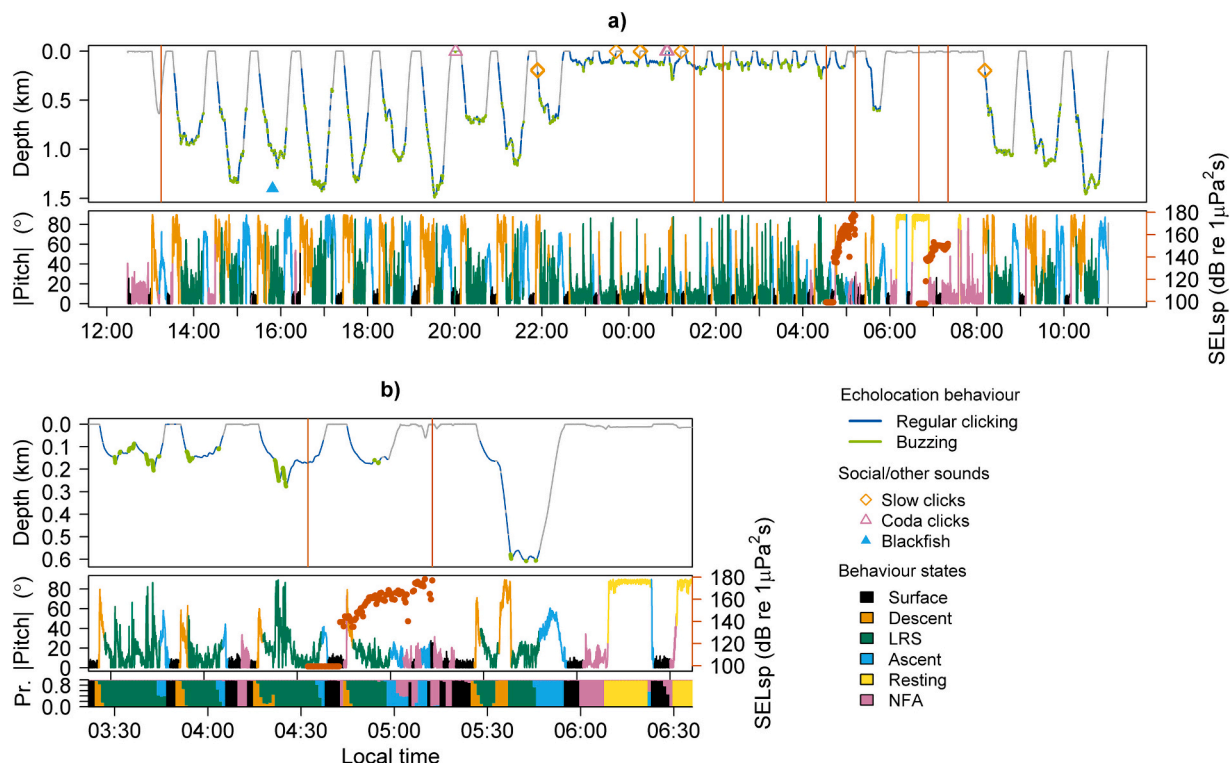 a)
0.0
0.5
1.0
1.5
Depth (km)
80
60
40
20
0
|Pitch| (°)
180
160
140
120
100
SELsp (dB re 1μPa²s)
12:00 14:00 16:00 18:00 20:00 22:00 00:00 02:00 04:00 06:00 08:00 10:00
b)
0.0
0.1
0.2
0.3
0.4
0.5
0.6
Depth (km)
80
60
40
20
0
|Pitch| (°)
180
160
140
120
100
SELsp (dB re 1μPa²s)
0.8
0.0
Pr.
03:30 04:00 04:30 05:00 05:30 06:00 06:30
Local time
Echolocation behaviour
Regular clicking
Buzzing
Social/other sounds
Slow clicks
Coda clicks
Blackfish
Behaviour states
Surface
Descent
LRS
Ascent
Resting
NFA